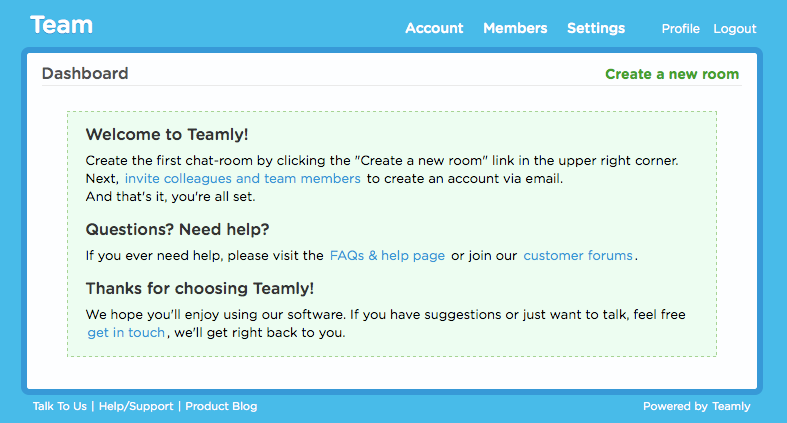 Team
Account Members Settings Profile Logout
Dashboard Create a new room
Welcome to Teamly!
Create the first chat-room by clicking the "Create a new room" link in the upper right corner.
Next, invite colleagues and team members to create an account via email.
And that's it, you're all set.
Questions? Need help?
If you ever need help, please visit the FAQs & help page or join our customer forums.
Thanks for choosing Teamly!
We hope you'll enjoy using our software. If you have suggestions or just want to talk, feel free
get in touch, we'll get right back to you.
Talk To Us | Help/Support | Product Blog Powered by Teamly